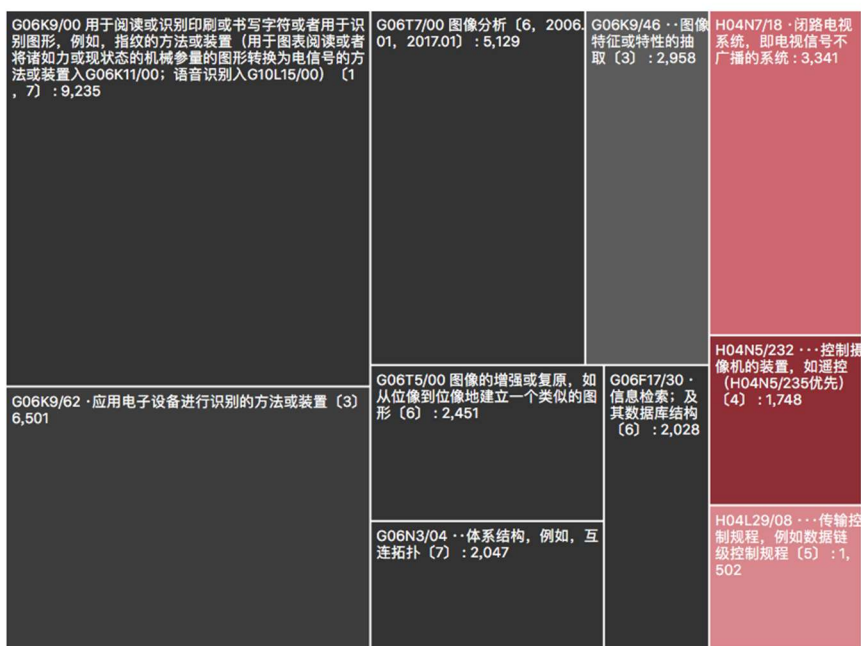 G06K9/00 用于阅读或识别印刷或书写字符或者用于识
别图形，例如，指纹的方法或装置（用于图表阅读或者
将诸如力或现状态的机械参量的图形转换为电信号的方
法或装置入G06K11/00；语音识别入G10L15/00）〔1
，7〕：9,235
G06K9/62 ·应用电子设备进行识别的方法或装置〔3〕
6,501
G06T7/00 图像分析〔6，2006.
01，2017.01〕：5,129
G06K9/46 ··图像
特征或特性的抽
取〔3〕：2,958
G06T5/00 图像的增强或复原，如
从位像到位像地建立一个类似的图
形〔6〕：2,451
G06N3/04 ··体系结构，例如，互
连拓扑〔7〕：2,047
G06F17/30 ·
信息检索；及
其数据库结构
〔6〕：2,028
H04N7/18 ·闭路电视
系统，即电视信号不
广播的系统：3,341
H04N5/232 ···控制摄
像机的装置，如遥控
（H04N5/235优先）
〔4〕：1,748
H04L29/08 ···传输控
制规程，例如数据链
级控制规程〔5〕：1,
502